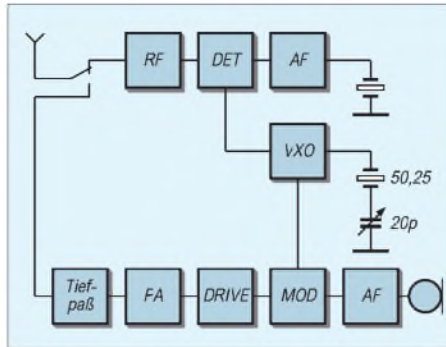 RF
DET
AF
VXO
50,25
20p
Tief-
paß
FA
DRIVE
MOD
AF